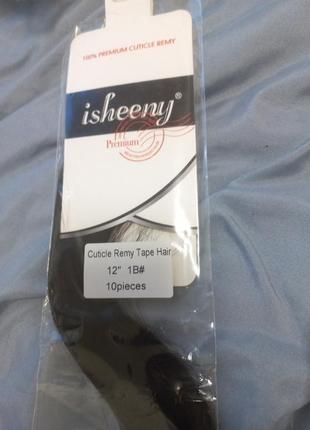 100% PREMIUM CUTICLE REMY
isheeny®
Premium
Cuticle Remy Tape Hair
12" 1B#
10pieces